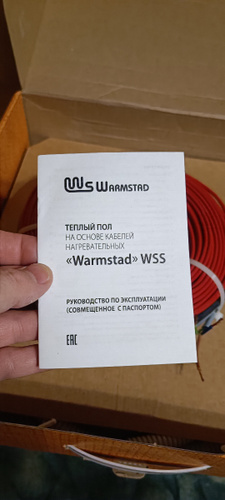 WS WARMSTAD
ТЕПЛЫЙ ПОЛ
НА ОСНОВЕ КАБЕЛЕЙ
НАГРЕВАТЕЛЬНЫХ
«Warmstad» WSS
РУКОВОДСТВО ПО ЭКСПЛУАТАЦИИ
(СОВМЕЩЕННОЕ С ПАСПОРТОМ)
EAC